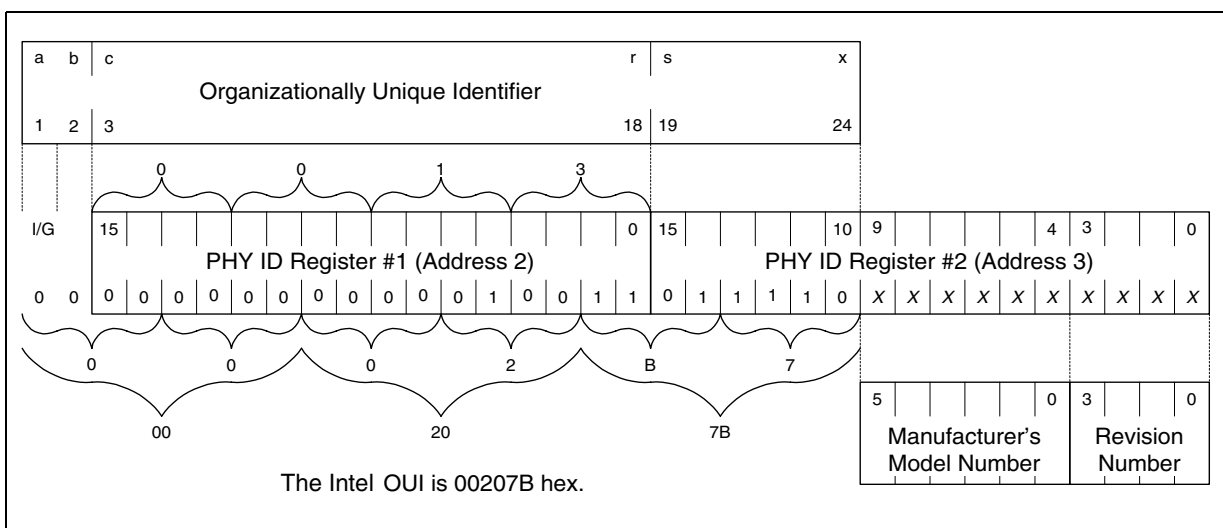 a b c r s x
Organizationally Unique Identifier
1 2 3 18 19 24
0 0 1 3
I/G 15 0 15 10 9 4 3 0
PHY ID Register #1 (Address 2) PHY ID Register #2 (Address 3)
0 0 0 0 0 0 0 0 0 0 0 0 0 1 0 0 1 1 0 1 1 1 1 0 X X X X X X X X X X
0 0 0 2 B 7
5 0 3 0
00 20 7B
Manufacturer's Revision
Model Number Number
The Intel OUI is 00207B hex.